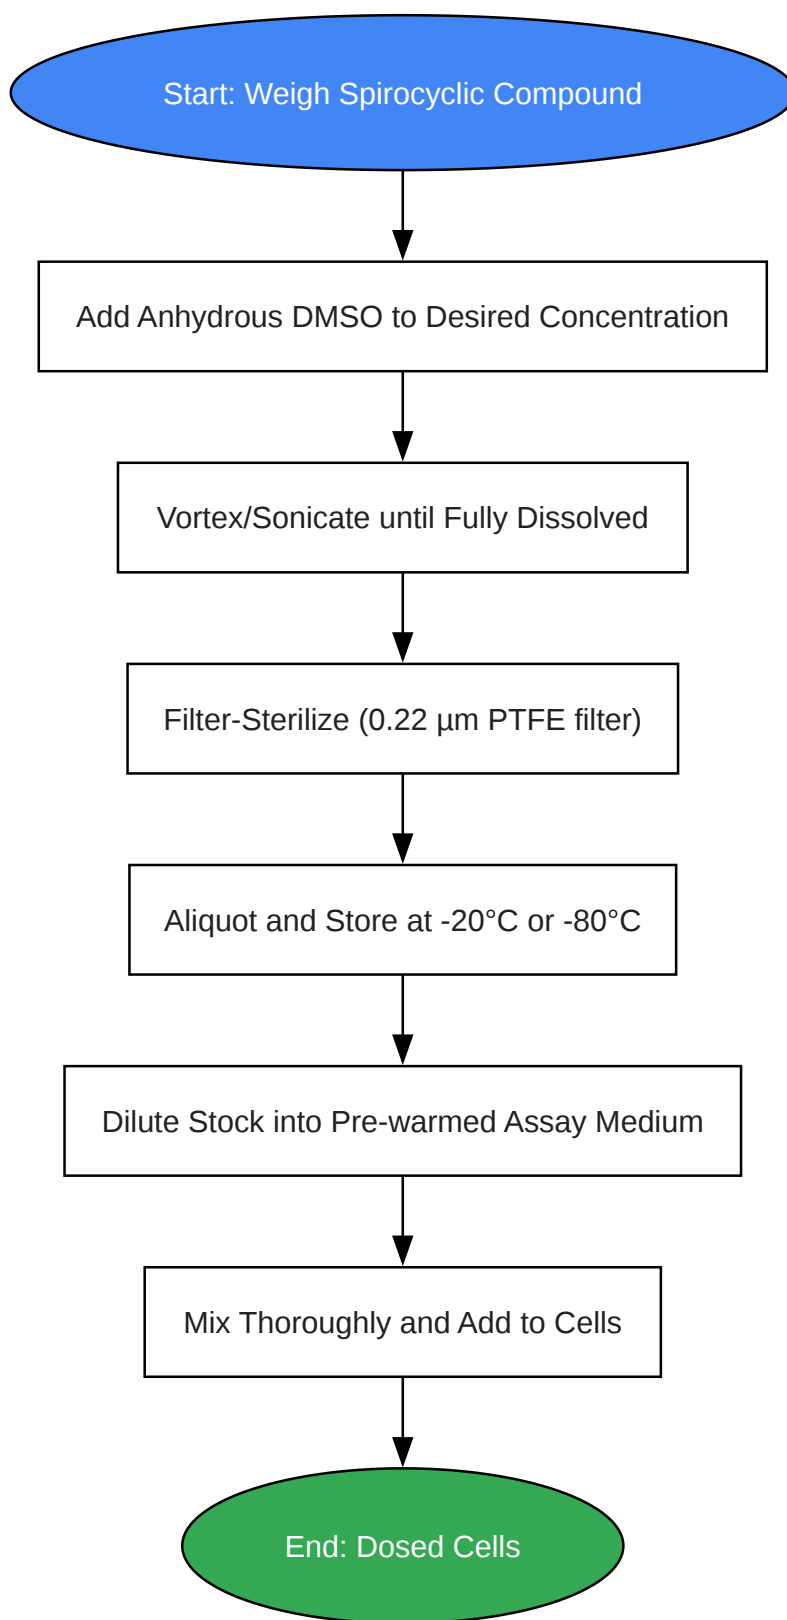 Start: Weigh Spirocyclic Compound
Add Anhydrous DMSO to Desired Concentration
Vortex/Sonicate until Fully Dissolved
Filter-Sterilize (0.22 µm PTFE filter)
Aliquot and Store at -20°C or -80°C
Dilute Stock into Pre-warmed Assay Medium
Mix Thoroughly and Add to Cells
End: Dosed Cells